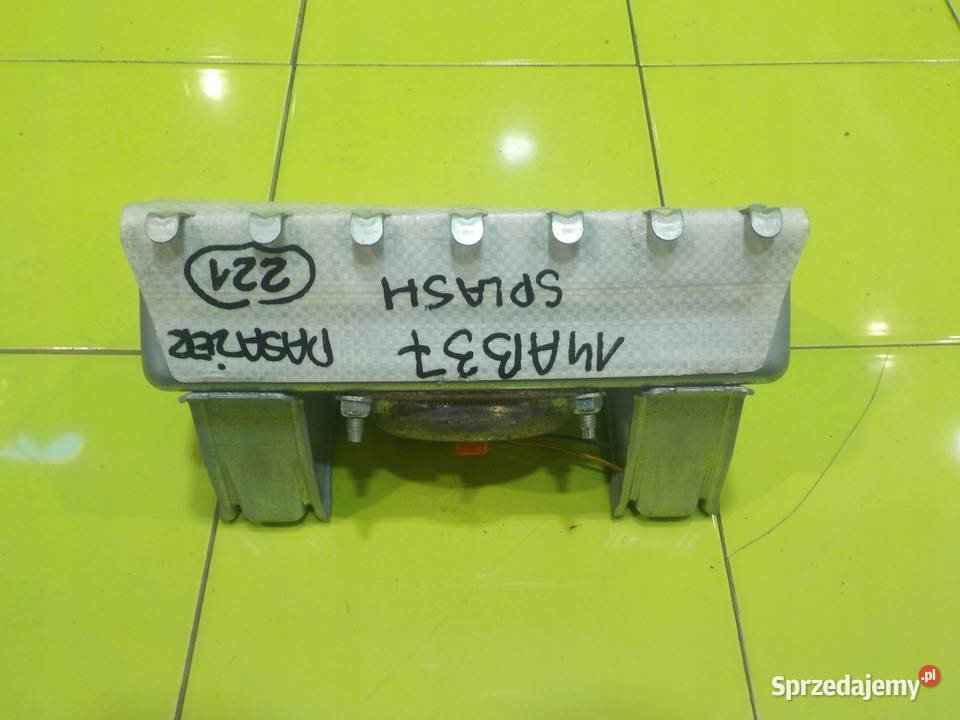 14AB37 PASAŻER
SPLASH 221
Sprzedajemy.pl